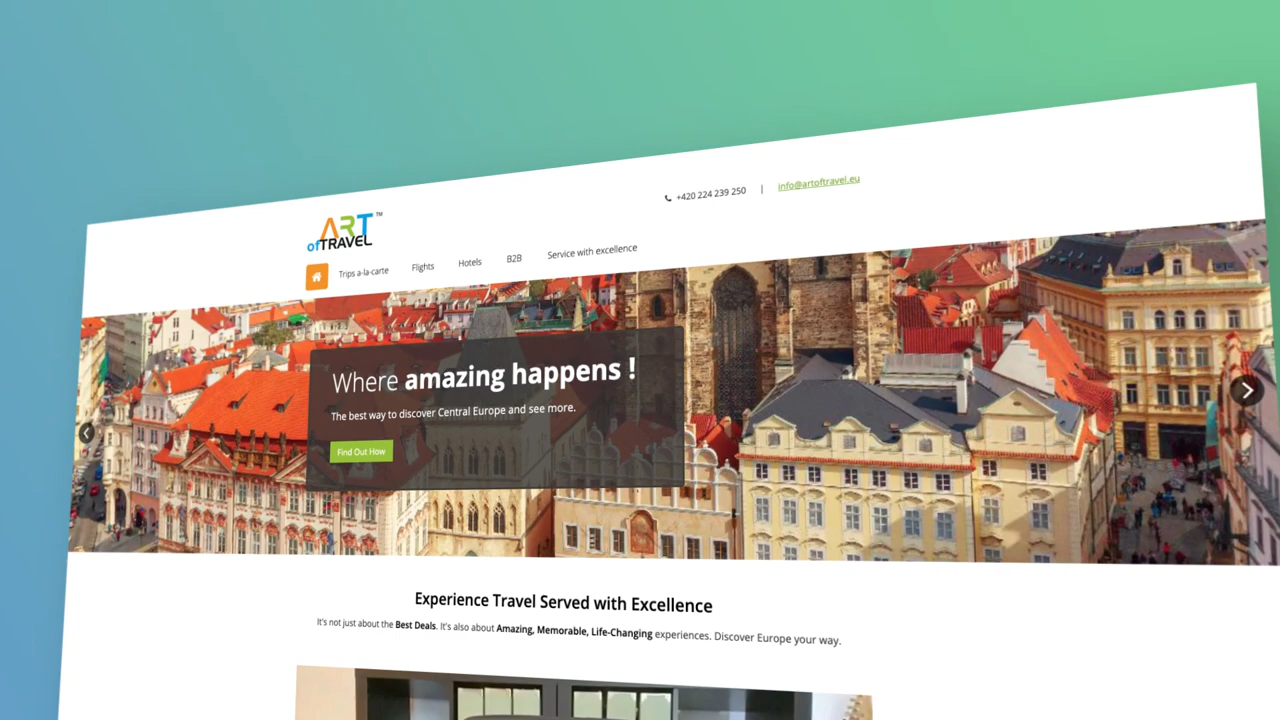 +420 224 239 250 | info@artoftravel.eu
ART TM
of TRAVEL
Trips a-la-carte Flights Hotels B2B Service with excellence
Where amazing happens !
The best way to discover Central Europe and see more.
Find Out How
Experience Travel Served with Excellence
It's not just about the Best Deals. It's also about Amazing, Memorable, Life-Changing experiences. Discover Europe your way.